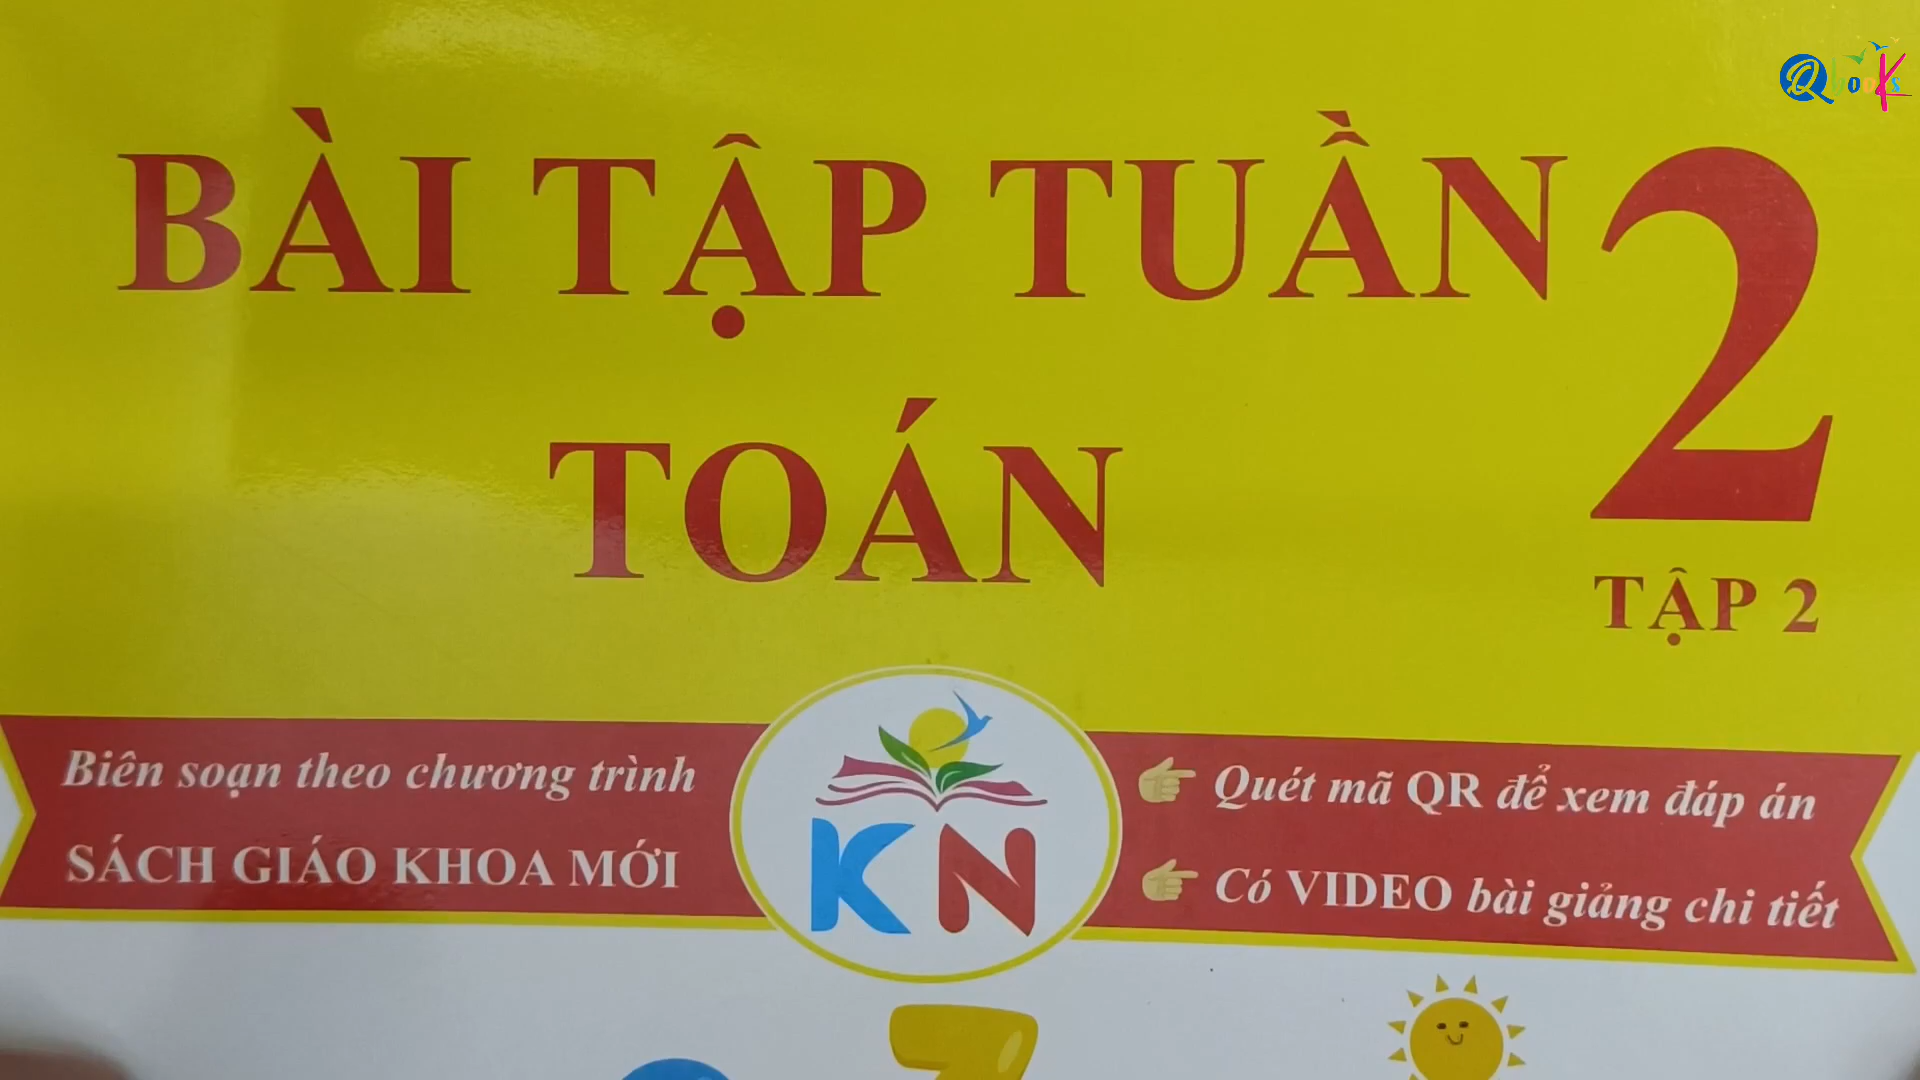 Qbooks
BÀI TẬP TUẦN 2
TOÁN
TẬP 2
Biên soạn theo chương trình
SÁCH GIÁO KHOA MỚI
KN
Quét mã QR để xem đáp án
Có VIDEO bài giảng chi tiết